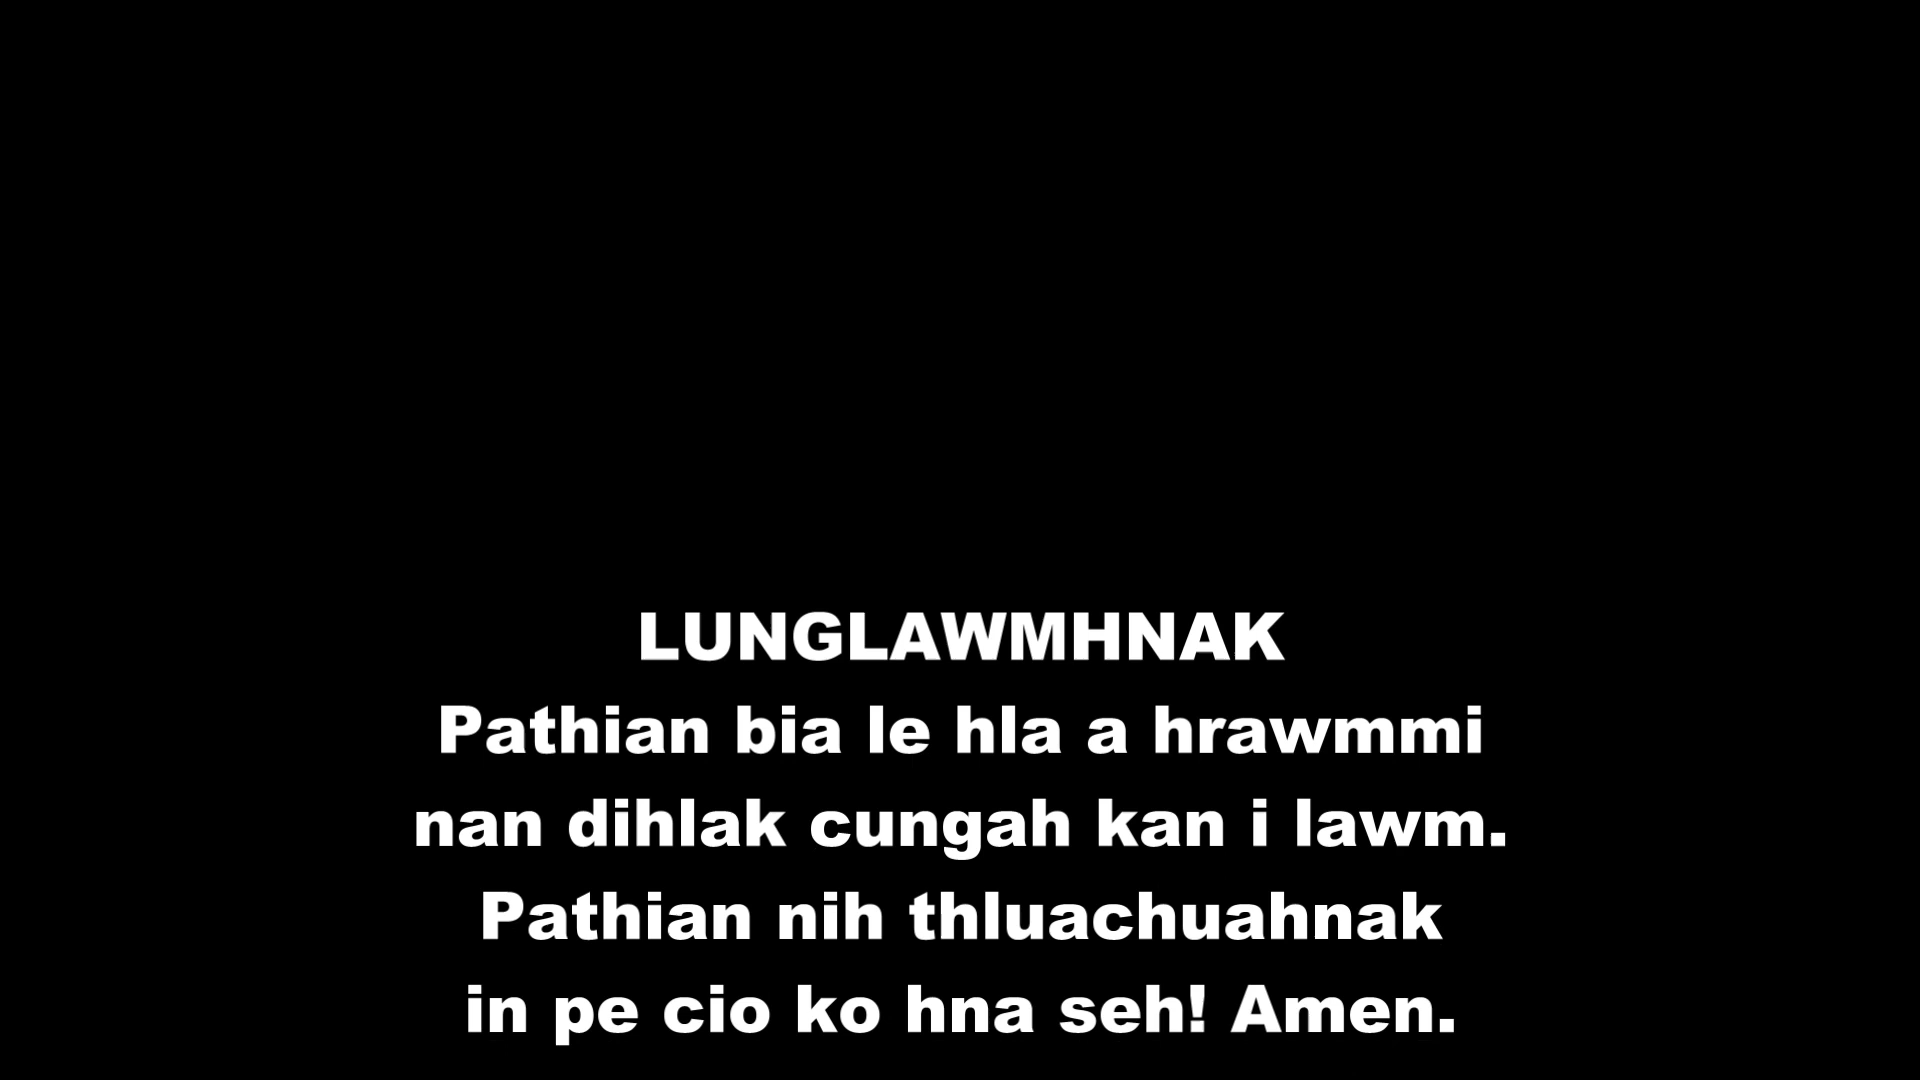 LUNGLAWMHNAK
Pathian bia le hla a hrawmmi
nan dihlak cungah kan i lawm.
Pathian nih thluachuahnak
in pe cio ko hna seh! Amen.